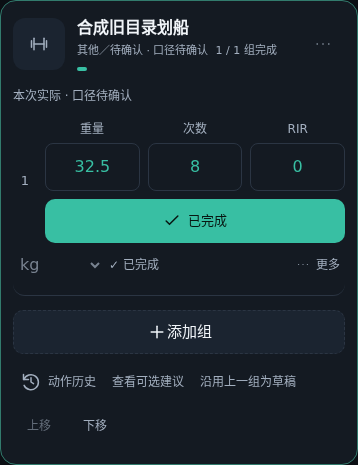 合成旧目录划船
其他／待确认 · 口径待确认 1 / 1 组完成
···
本次实际 · 口径待确认
重量 次数 RIR
1 32.5 8 0
✓ 已完成
kg ✓ 已完成 ··· 更多
+添加组
动作历史 查看可选建议 沿用上一组为草稿
上移 下移